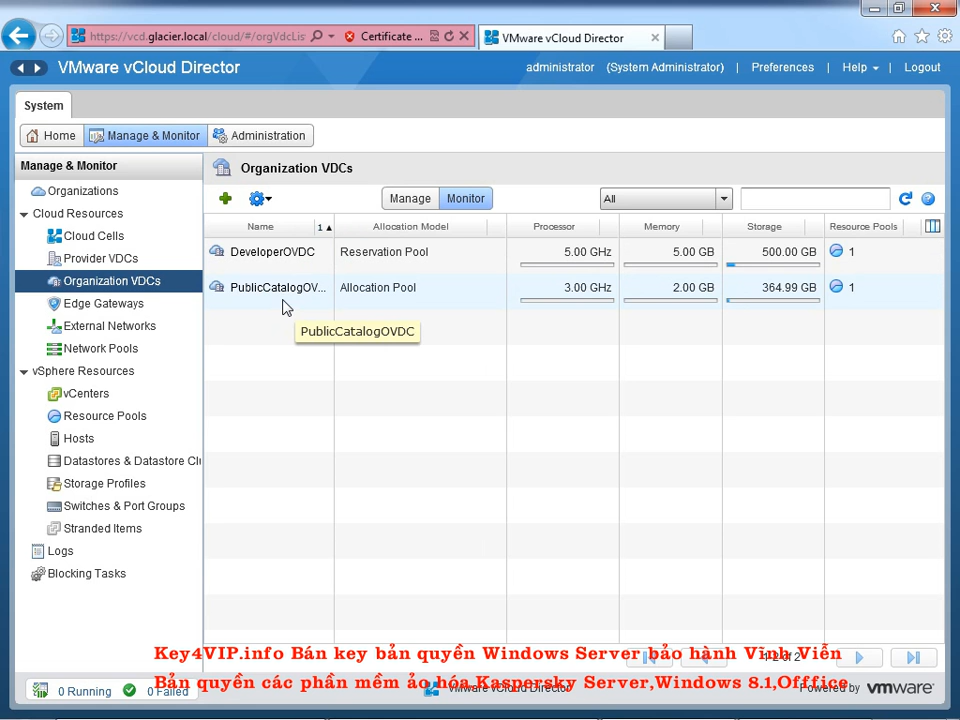 https://vcd.glacier.local/cloud/#/orgVdcLis
Certificate ...
VMware vCloud Director
VMware vCloud Director
administrator (System Administrator) | Preferences | Help | Logout
System
Home
Manage & Monitor
Administration
Manage & Monitor
Organizations
Cloud Resources
Cloud Cells
Provider VDCs
Organization VDCs
Edge Gateways
External Networks
Network Pools
vSphere Resources
vCenters
Resource Pools
Hosts
Datastores & Datastore Clu
Storage Profiles
Switches & Port Groups
Stranded Items
Logs
Blocking Tasks
Organization VDCs
Manage Monitor All
Name 1 Allocation Model Processor Memory Storage Resource Pools
DeveloperOVDC Reservation Pool 5.00 GHz 5.00 GB 500.00 GB 1
PublicCatalogOV... Allocation Pool 3.00 GHz 2.00 GB 364.99 GB 1
PublicCatalogOVDC
Key4VIP.info Bán key bản quyền Windows Server bảo hành Vĩnh Viễn
Bản quyền các phần mềm ảo hóa,Kaspersky Server,Windows 8.1,Offfice
0 Running 0 Failed
VMware vCloud Director
Powered by vmware